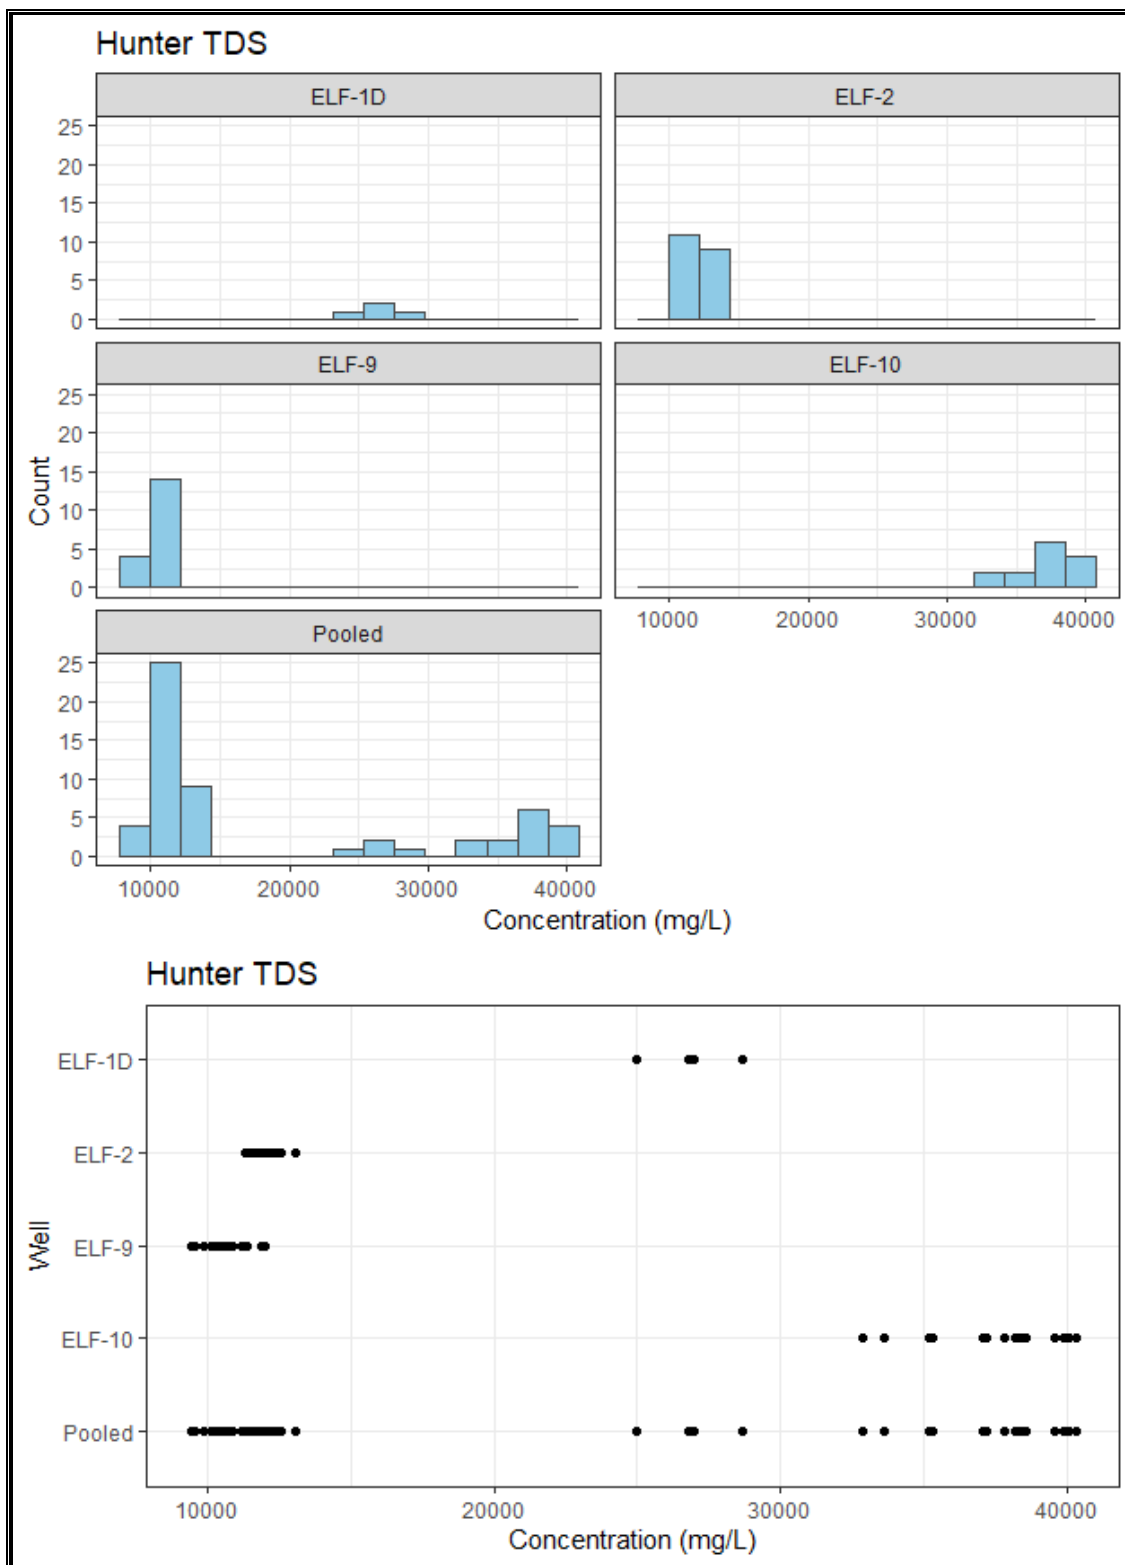 Hunter TDS
ELF-1D
ELF-2
25
20
15
10
5
0
ELF-9
ELF-10
25
20
15
10
5
0
10000 20000 30000 40000
Count
Pooled
25
20
15
10
5
0
10000 20000 30000 40000
Concentration (mg/L)
Hunter TDS
ELF-1D
ELF-2
ELF-9
ELF-10
Pooled
Well
10000 20000 30000 40000
Concentration (mg/L)